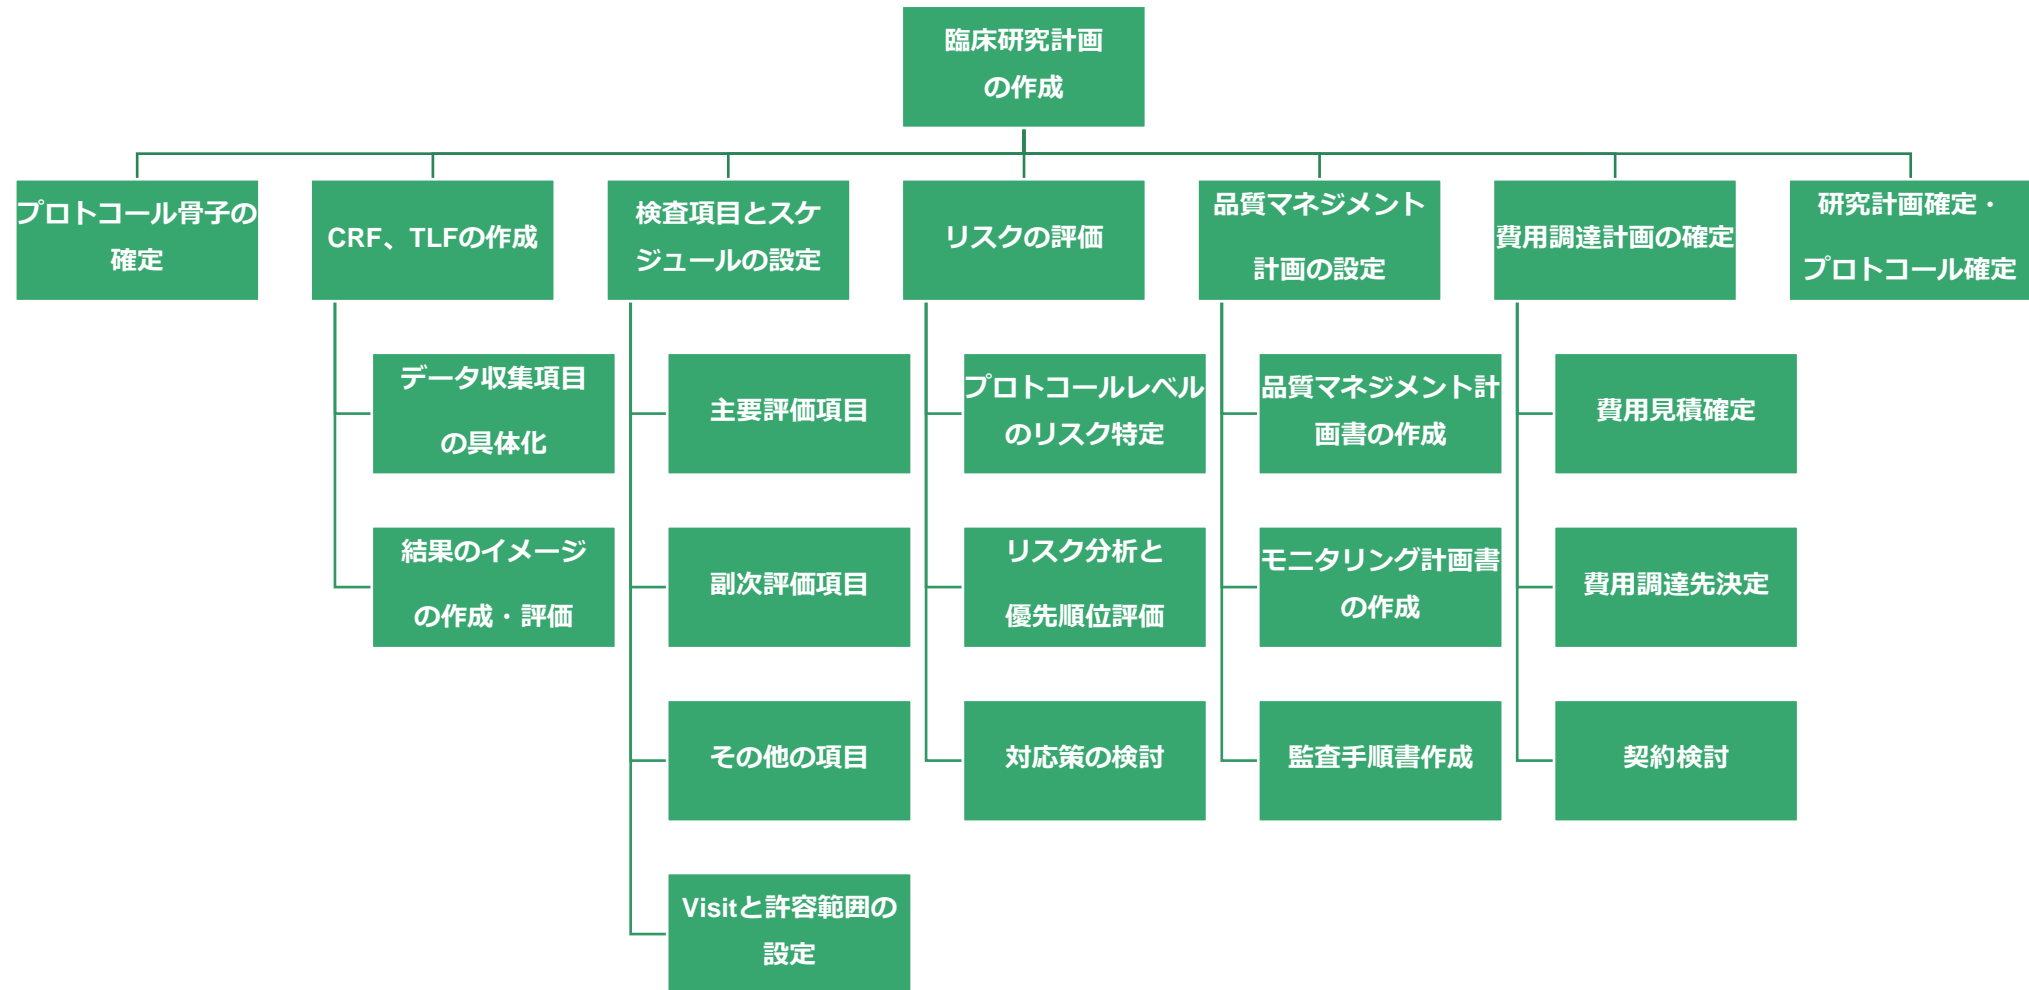 臨床研究計画
の作成
プロトコール骨子の
確定
CRF、TLFの作成
検査項目とスケ
ジュールの設定
リスクの評価
品質マネジメント
計画の設定
費用調達計画の確定
研究計画確定・
プロトコール確定
データ収集項目
の具体化
結果のイメージ
の作成・評価
主要評価項目
副次評価項目
その他の項目
Visitと許容範囲の
設定
プロトコールレベル
のリスク特定
リスク分析と
優先順位評価
対応策の検討
品質マネジメント計
画書の作成
モニタリング計画書
の作成
監査手順書作成
費用見積確定
費用調達先決定
契約検討